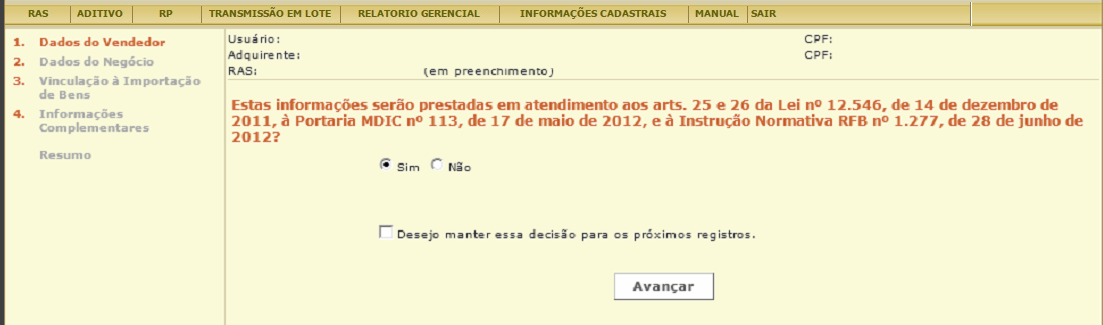 RAS ADITIVO RP TRANSMISSÃO EM LOTE RELATORIO GERENCIAL INFORMAÇÕES CADASTRAIS MANUAL SAIR
1. Dados do Vendedor
2. Dados do Negócio
3. Vinculação à Importação
de Bens
4. Informações
Complementares
Resumo
Usuário: CPF:
Adquirente: CPF:
RAS: (em preenchimento)
Estas informações serão prestadas em atendimento aos arts. 25 e 26 da Lei nº 12.546, de 14 de dezembro de
2011, à Portaria MDIC nº 113, de 17 de maio de 2012, e à Instrução Normativa RFB nº 1.277, de 28 de junho de
2012?
Sim Não
Desejo manter essa decisão para os próximos registros.
Avançar